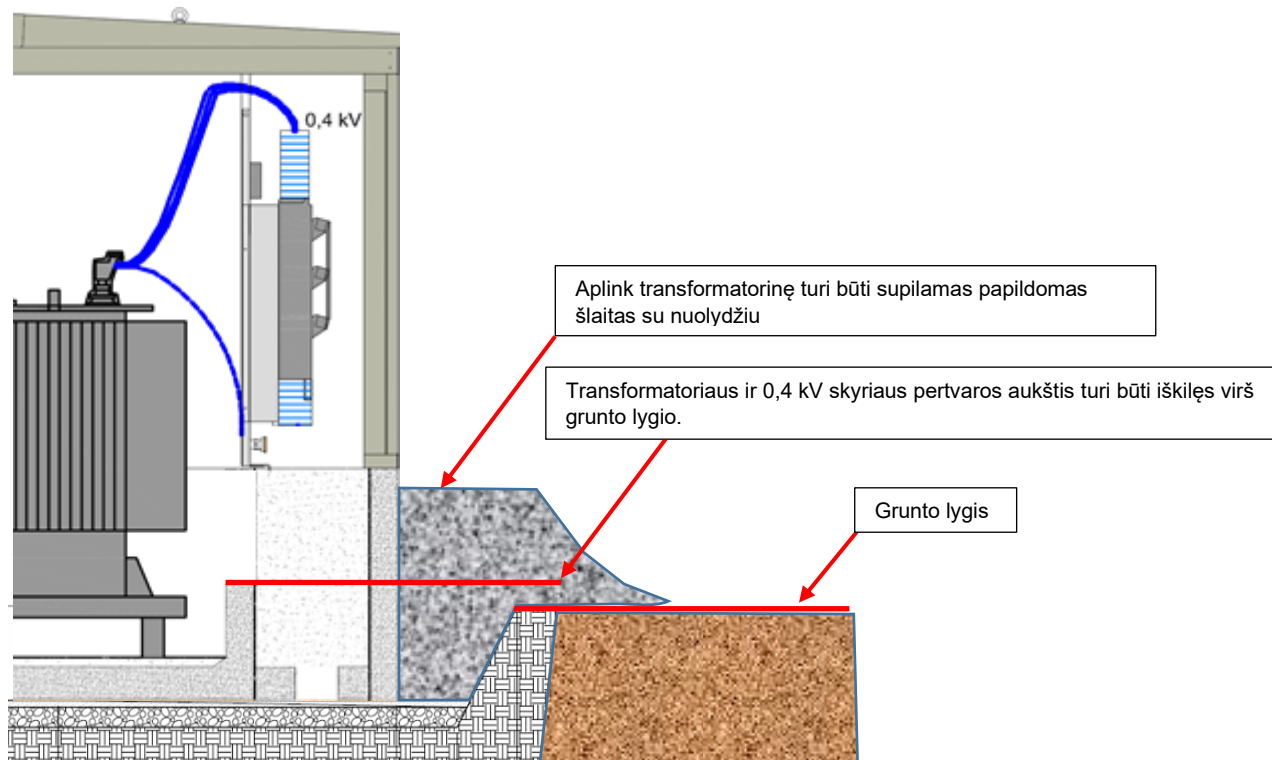 0,4 kV
Aplink transformatorinę turi būti supilamas papildomas
šlaitas su nuolydžiu
Transformatoriaus ir 0,4 kV skyriaus pertvaros aukštis turi būti iškilęs virš
grunto lygio.
Grunto lygis